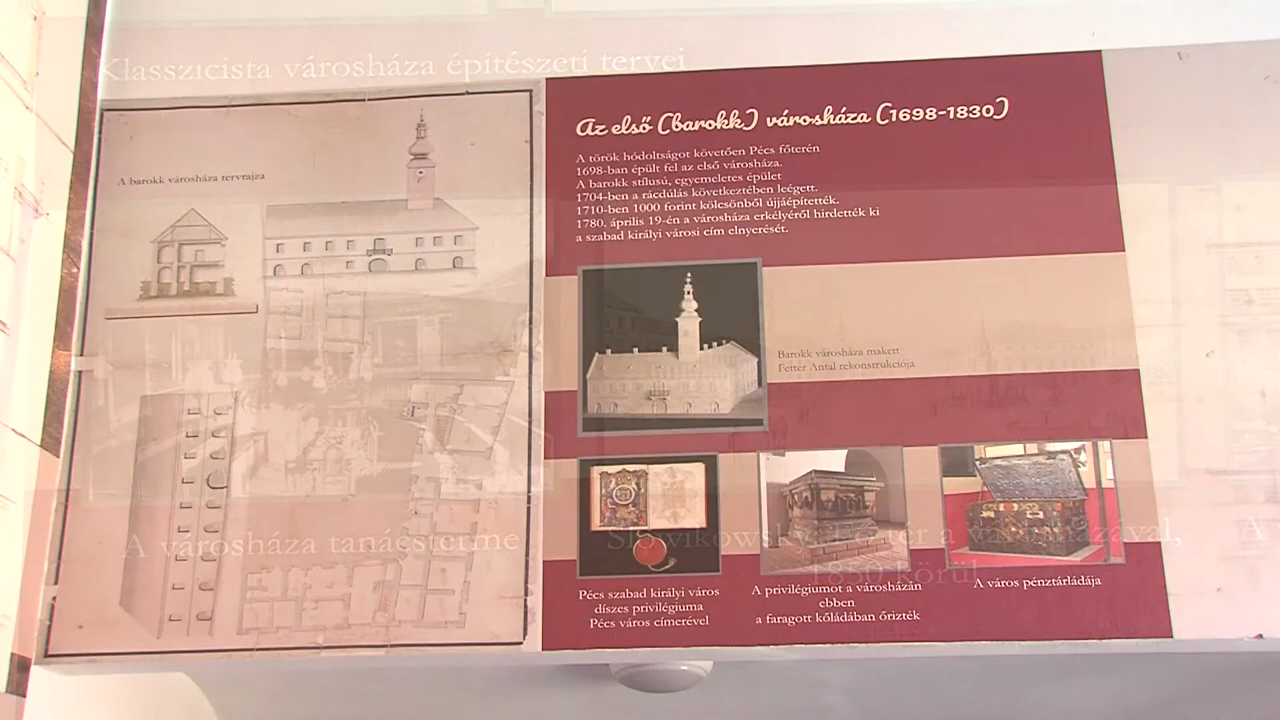 Klasszicista városháza építészeti tervei
A barokk városháza tervrajza
Az első (barokk) városháza (1698-1830)
A török hódoltságot követően Pécs főterén
1698-ban épült fel az első városháza.
A barokk stílusú, egyemeletes épület
1704-ben a rácdúlás következtében leégett.
1710-ben 1000 forint kölcsönből újjáépítették.
1780. április 19-én a városháza erkélyéről hirdették ki
a szabad királyi városi cím elnyerését.
Barokk városháza makett
Fetter Antal rekonstrukciója
A városháza tanácsterme
Slowikowsky: Fő tér a városházával,
1850 körül
A
Pécs szabad királyi város
díszes privilégiuma
Pécs város címerével
A privilégiumot a városházán
ebben
a faragott kőládában őrizték
A város pénztárládája